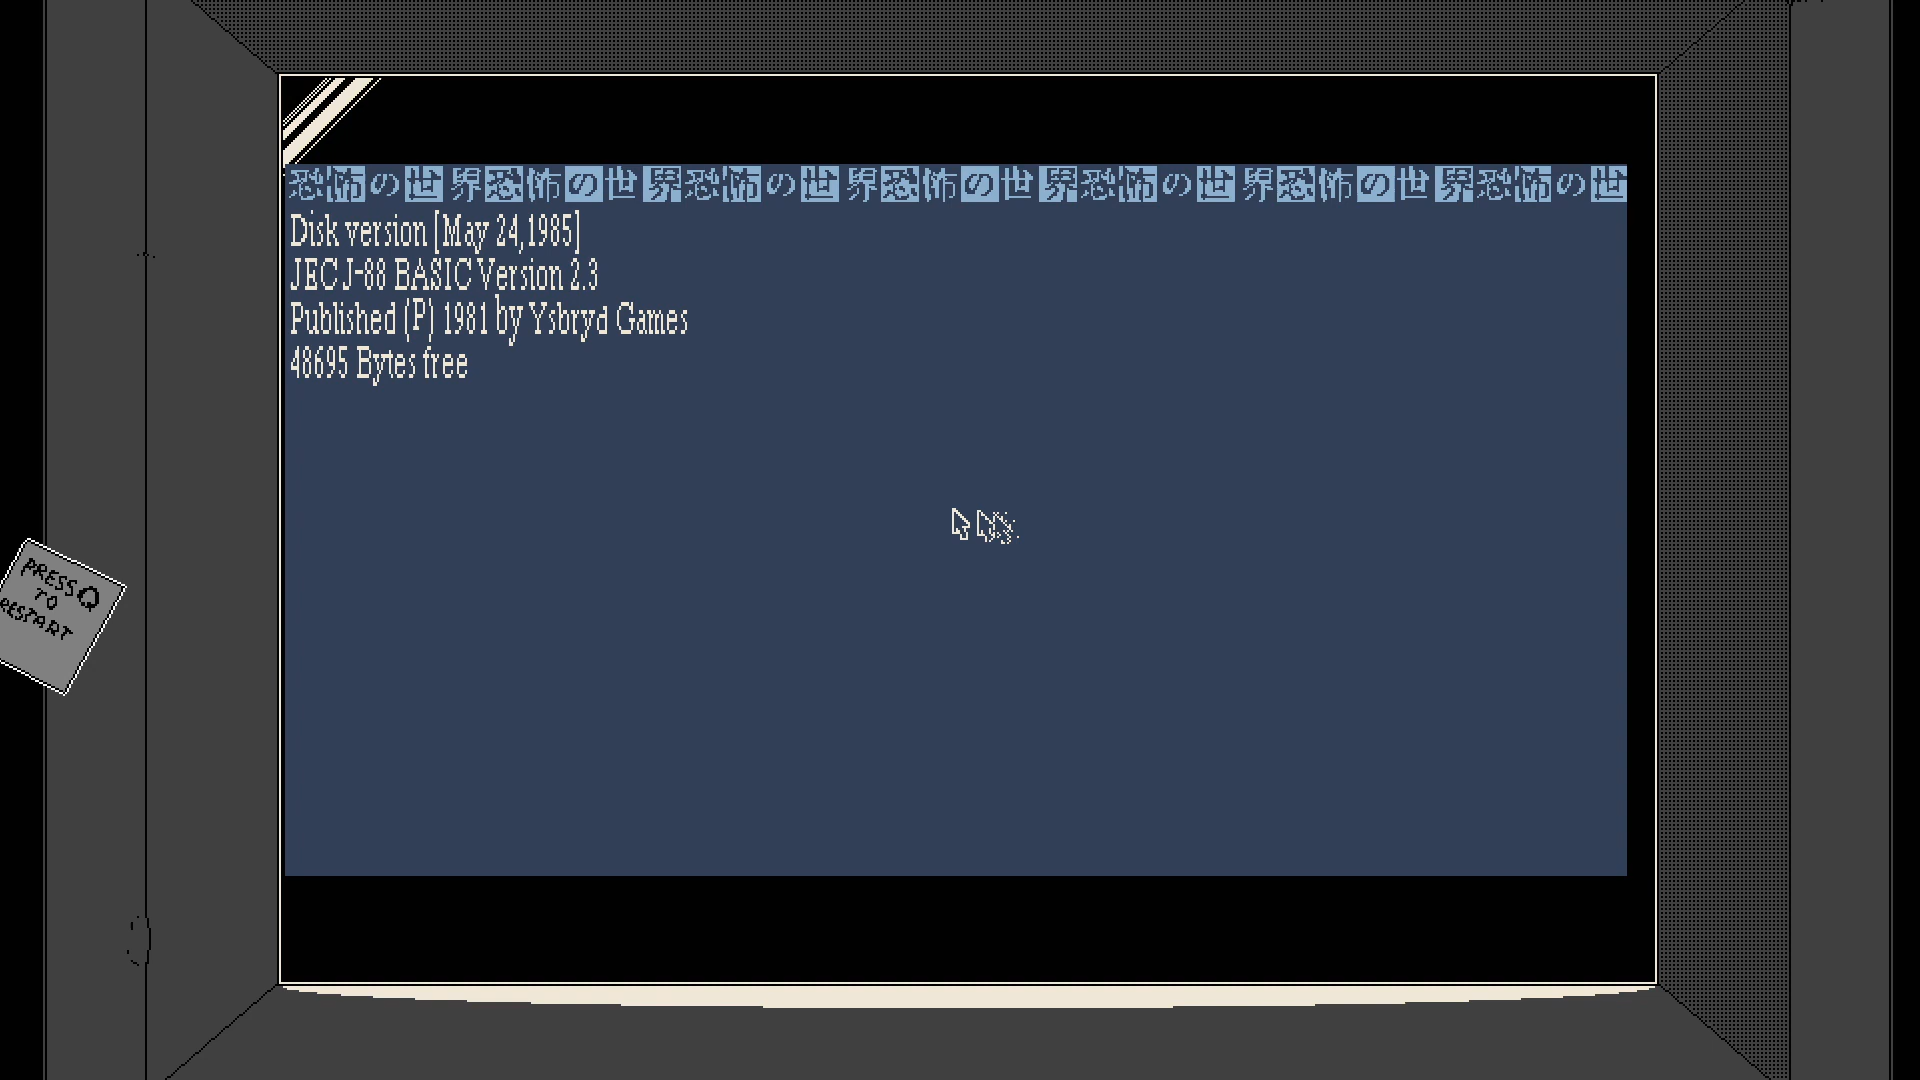 恐怖の世界恐怖の世界恐怖の世界恐怖の世界恐怖の世界恐怖の世界恐怖の世
Disk version [May 24,1985]
JEC J-88 BASIC Version 2.3
Published (P) 1981 by Ysbryd Games
48695 Bytes free
PRESS Q
TO
RESTART